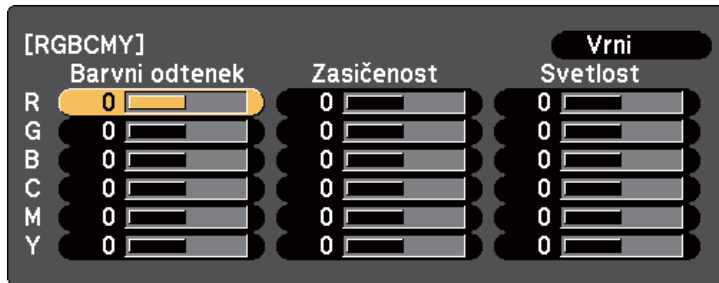 [RGBCMY] Vrni
Barvni odtenek Zasičenost Svetlost
R 0 0 0
G 0 0 0
B 0 0 0
C 0 0 0
M 0 0 0
Y 0 0 0